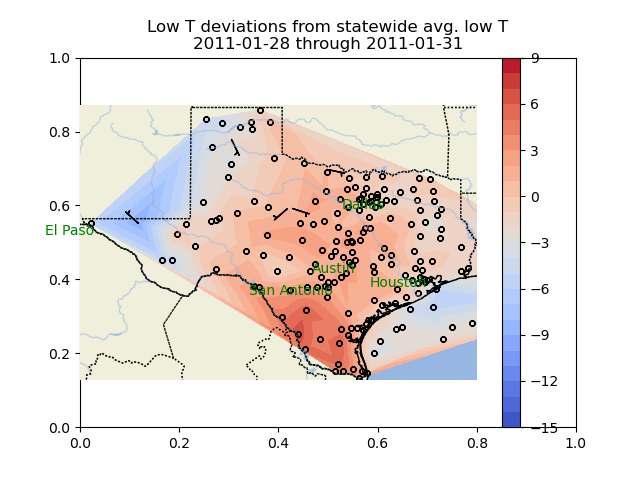 Low T deviations from statewide avg. low T
2011-01-28 through 2011-01-31
1.0
0.8
0.6
0.4
0.2
0.0
0.0 0.2 0.4 0.6 0.8 1.0
El Paso
Dallas
Austin
San Antonio
Houston
9
6
3
0
−3
−6
−9
−12
−15